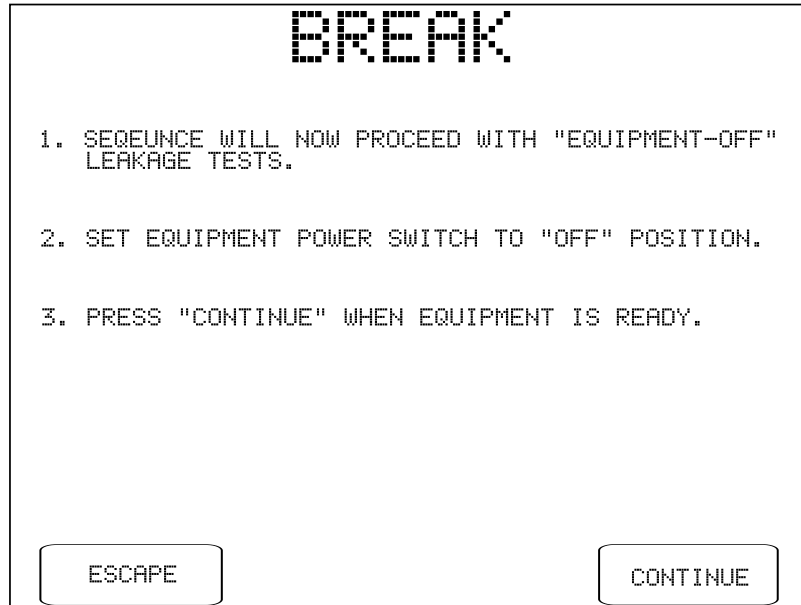 BREAK
1. SEQEUNCE WILL NOW PROCEED WITH "EQUIPMENT-OFF"
LEAKAGE TESTS.
2. SET EQUIPMENT POWER SWITCH TO "OFF" POSITION.
3. PRESS "CONTINUE" WHEN EQUIPMENT IS READY.
ESCAPE
CONTINUE